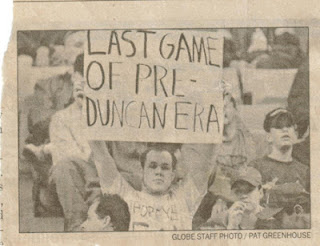 LAST GAME
OF PRE-
DUNCAN ERA
GLOBE STAFF PHOTO / PAT GREENHOUSE